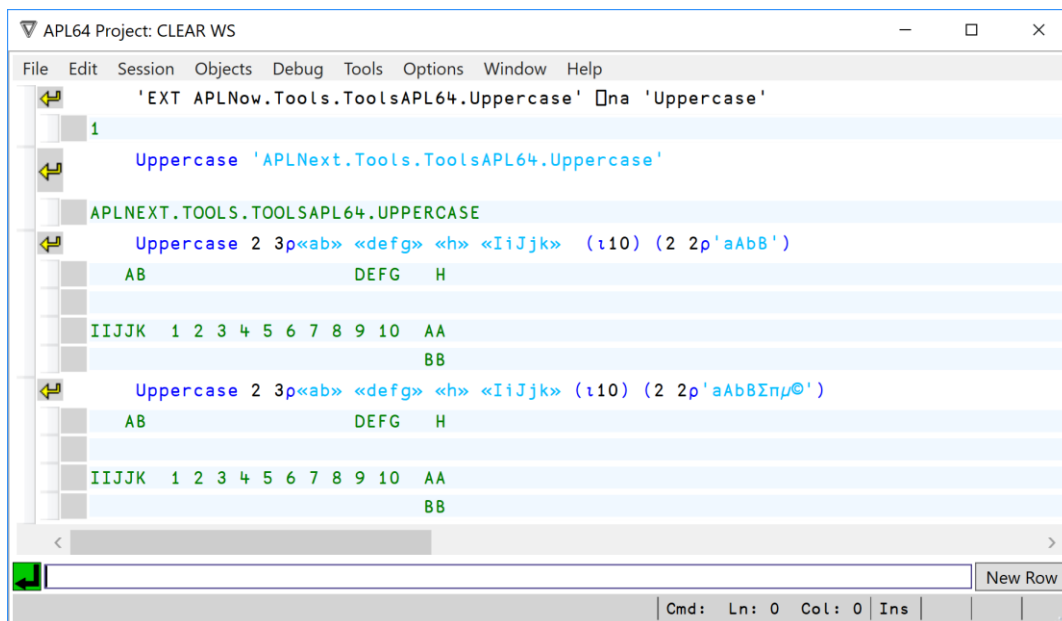 APL64 Project: CLEAR WS
File Edit Session Objects Debug Tools Options Window Help
'EXT APLNow.Tools.ToolsAPL64.Uppercase' ⎕na 'Uppercase'
1
Uppercase 'APLNext.Tools.ToolsAPL64.Uppercase'
APLNEXT.TOOLS.TOOLSAPL64.UPPERCASE
Uppercase 2 3⍴«ab» «defg» «h» «IiJjk»  (⍳10) (2 2⍴'aAbB')
AB DEFG H
IIJJK 1 2 3 4 5 6 7 8 9 10 AA
BB
Uppercase 2 3⍴«ab» «defg» «h» «IiJjk» (⍳10) (2 2⍴'aAbBΣπµ©')
AB DEFG H
IIJJK 1 2 3 4 5 6 7 8 9 10 AA
BB
New Row
Cmd: Ln: 0 Col: 0 Ins